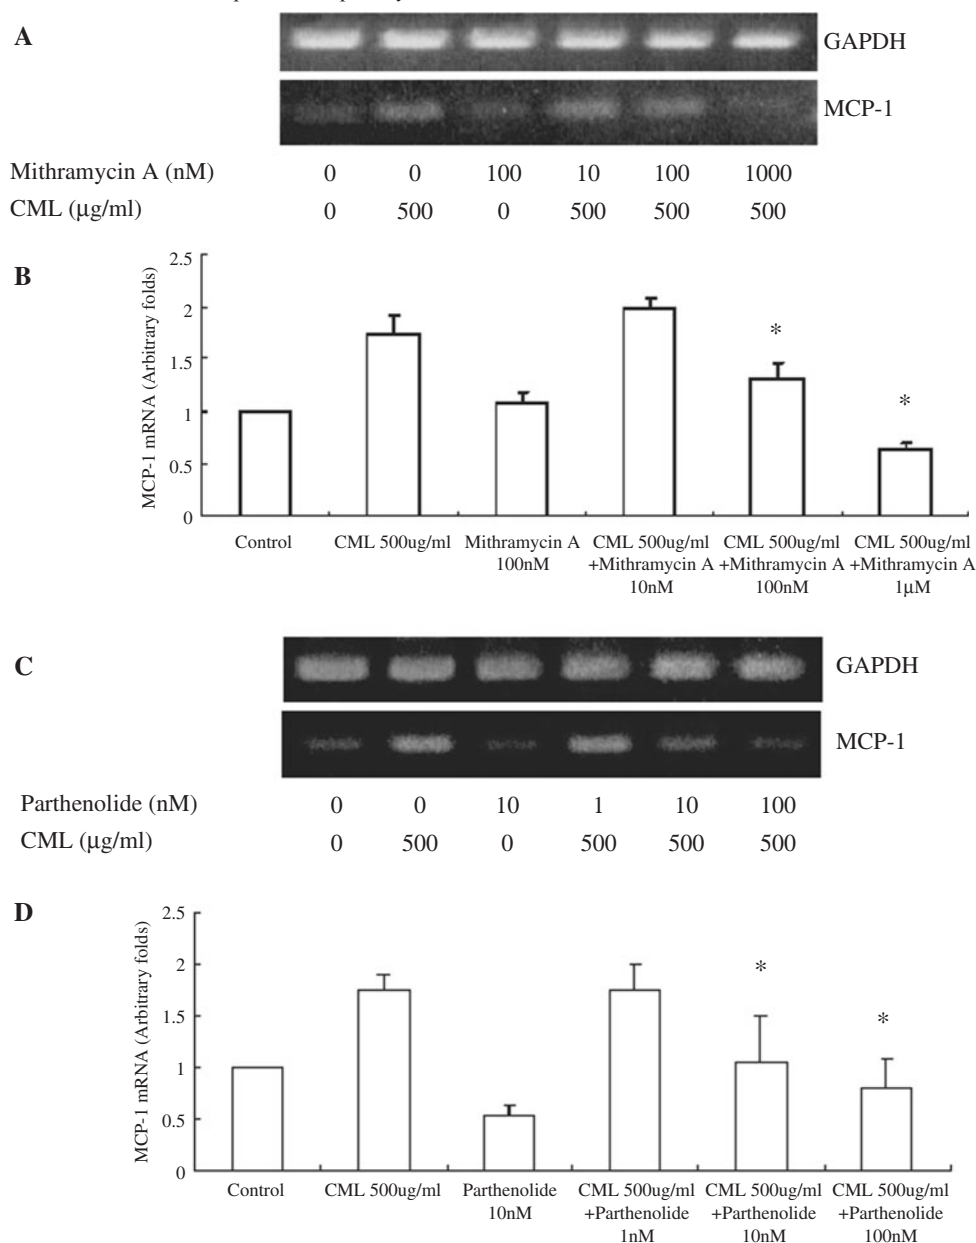 A
GAPDH
MCP-1
Mithramycin A (nM) 0 0 100 10 100 1000
CML (μg/ml) 0 500 0 500 500 500
B
MCP-1 mRNA (Arbitrary folds)
2.5
2
1.5
1
0.5
0
*
*
Control CML 500ug/ml Mithramycin A CML 500ug/ml CML 500ug/ml CML 500ug/ml
100nM +Mithramycin A +Mithramycin A +Mithramycin A
10nM 100nM 1μM
C
GAPDH
MCP-1
Parthenolide (nM) 0 0 10 1 10 100
CML (μg/ml) 0 500 0 500 500 500
D
MCP-1 mRNA (Arbitrary folds)
2.5
2
1.5
1
0.5
0
*
*
Control CML 500ug/ml Parthenolide CML 500ug/ml CML 500ug/ml CML 500ug/ml
10nM +Parthenolide +Parthenolide +Parthenolide
1nM 10nM 100nM